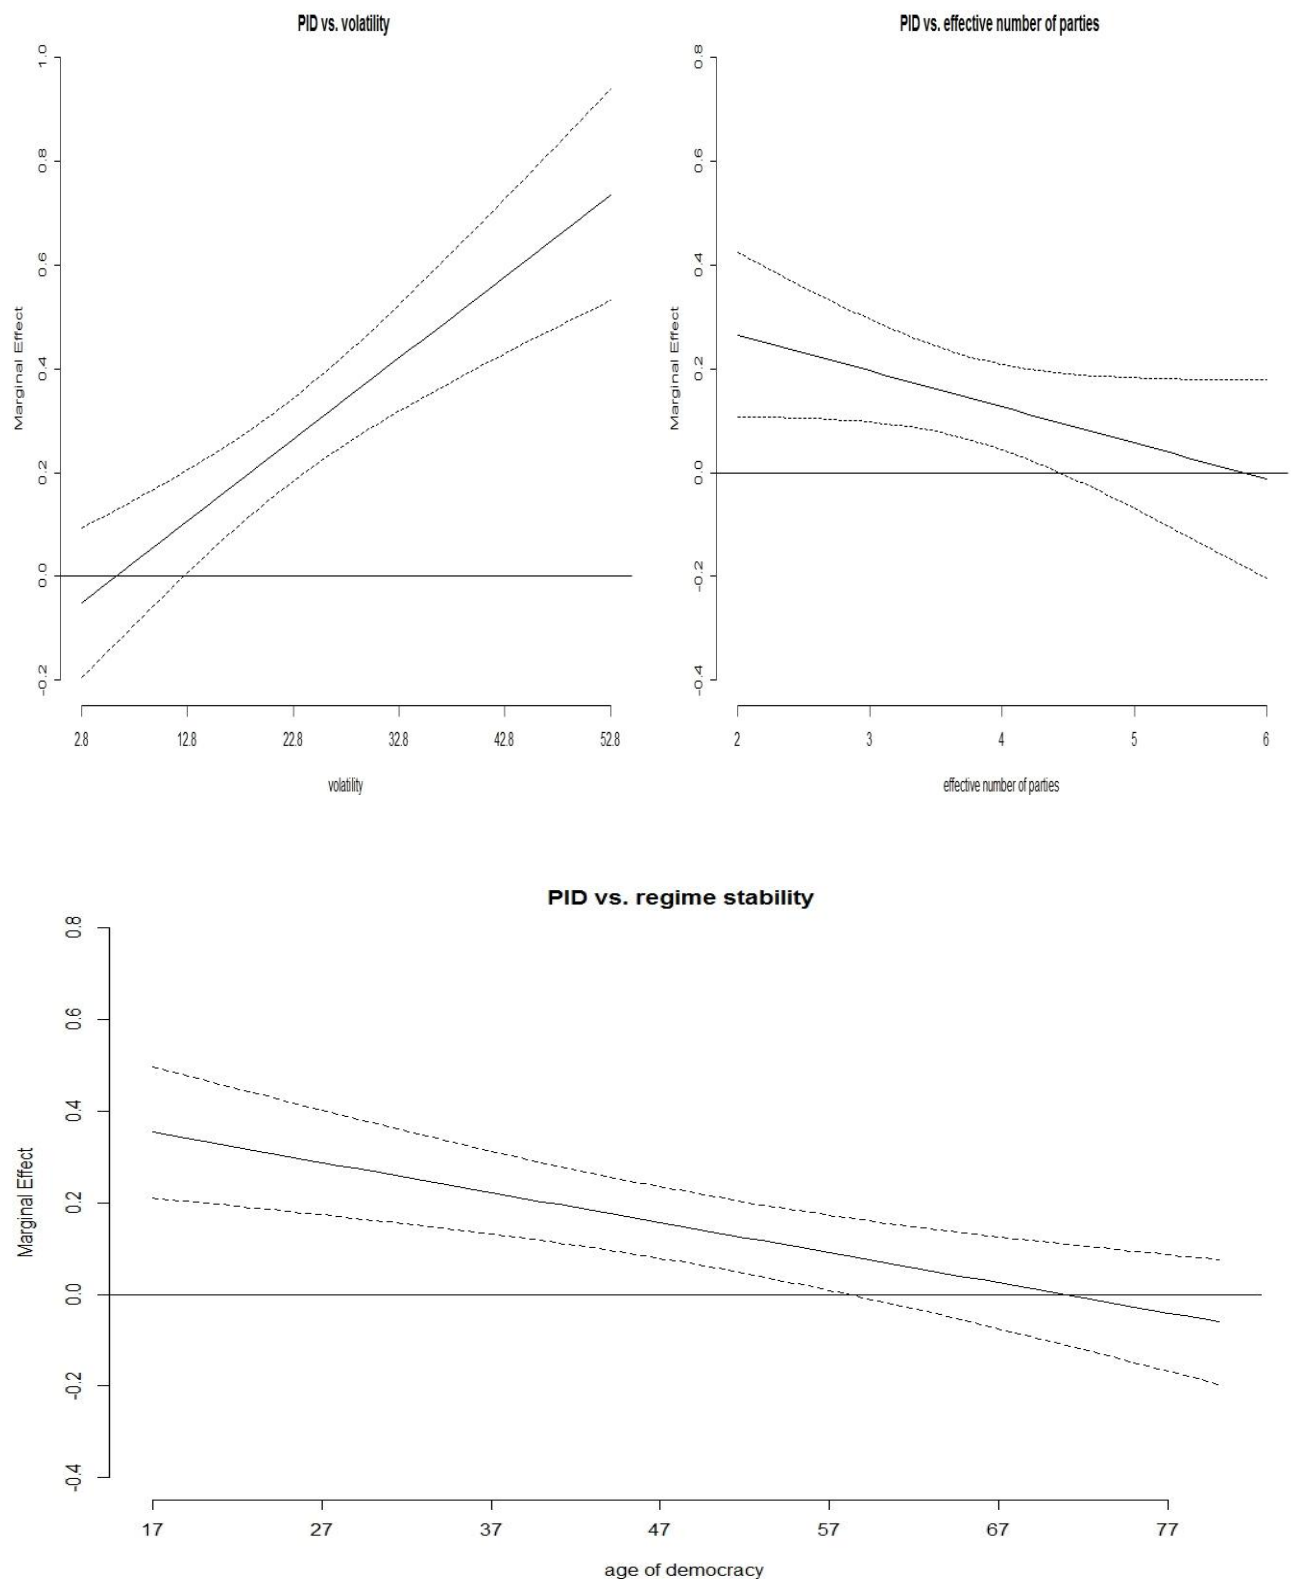 PID vs. volatility
Marginal Effect
1.0
0.8
0.6
0.4
0.2
0.0
-0.2
2.8 12.8 22.8 32.8 42.8 52.8
volatility
PID vs. effective number of parties
Marginal Effect
0.8
0.6
0.4
0.2
0.0
-0.2
-0.4
2 3 4 5 6
effective number of parties
PID vs. regime stability
Marginal Effect
0.8
0.6
0.4
0.2
0.0
-0.2
-0.4
17 27 37 47 57 67 77
age of democracy